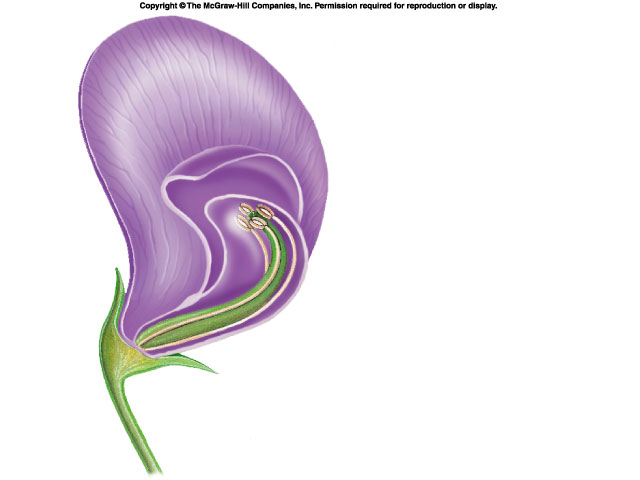 Copyright © The McGraw-Hill Companies, Inc. Permission required for reproduction or display.